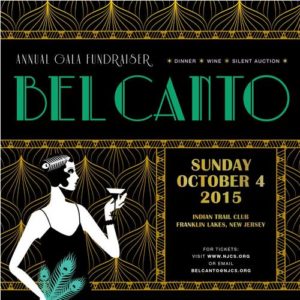 ANNUAL GALA FUNDRAISER
* DINNER * WINE * SILENT AUCTION *
BEL CANTO
SUNDAY
OCTOBER 4
2015
INDIAN TRAIL CLUB
FRANKLIN LAKES, NEW JERSEY
FOR TICKETS:
VISIT WWW.NJCS.ORG
OR EMAIL
BELCANTO@NJCS.ORG